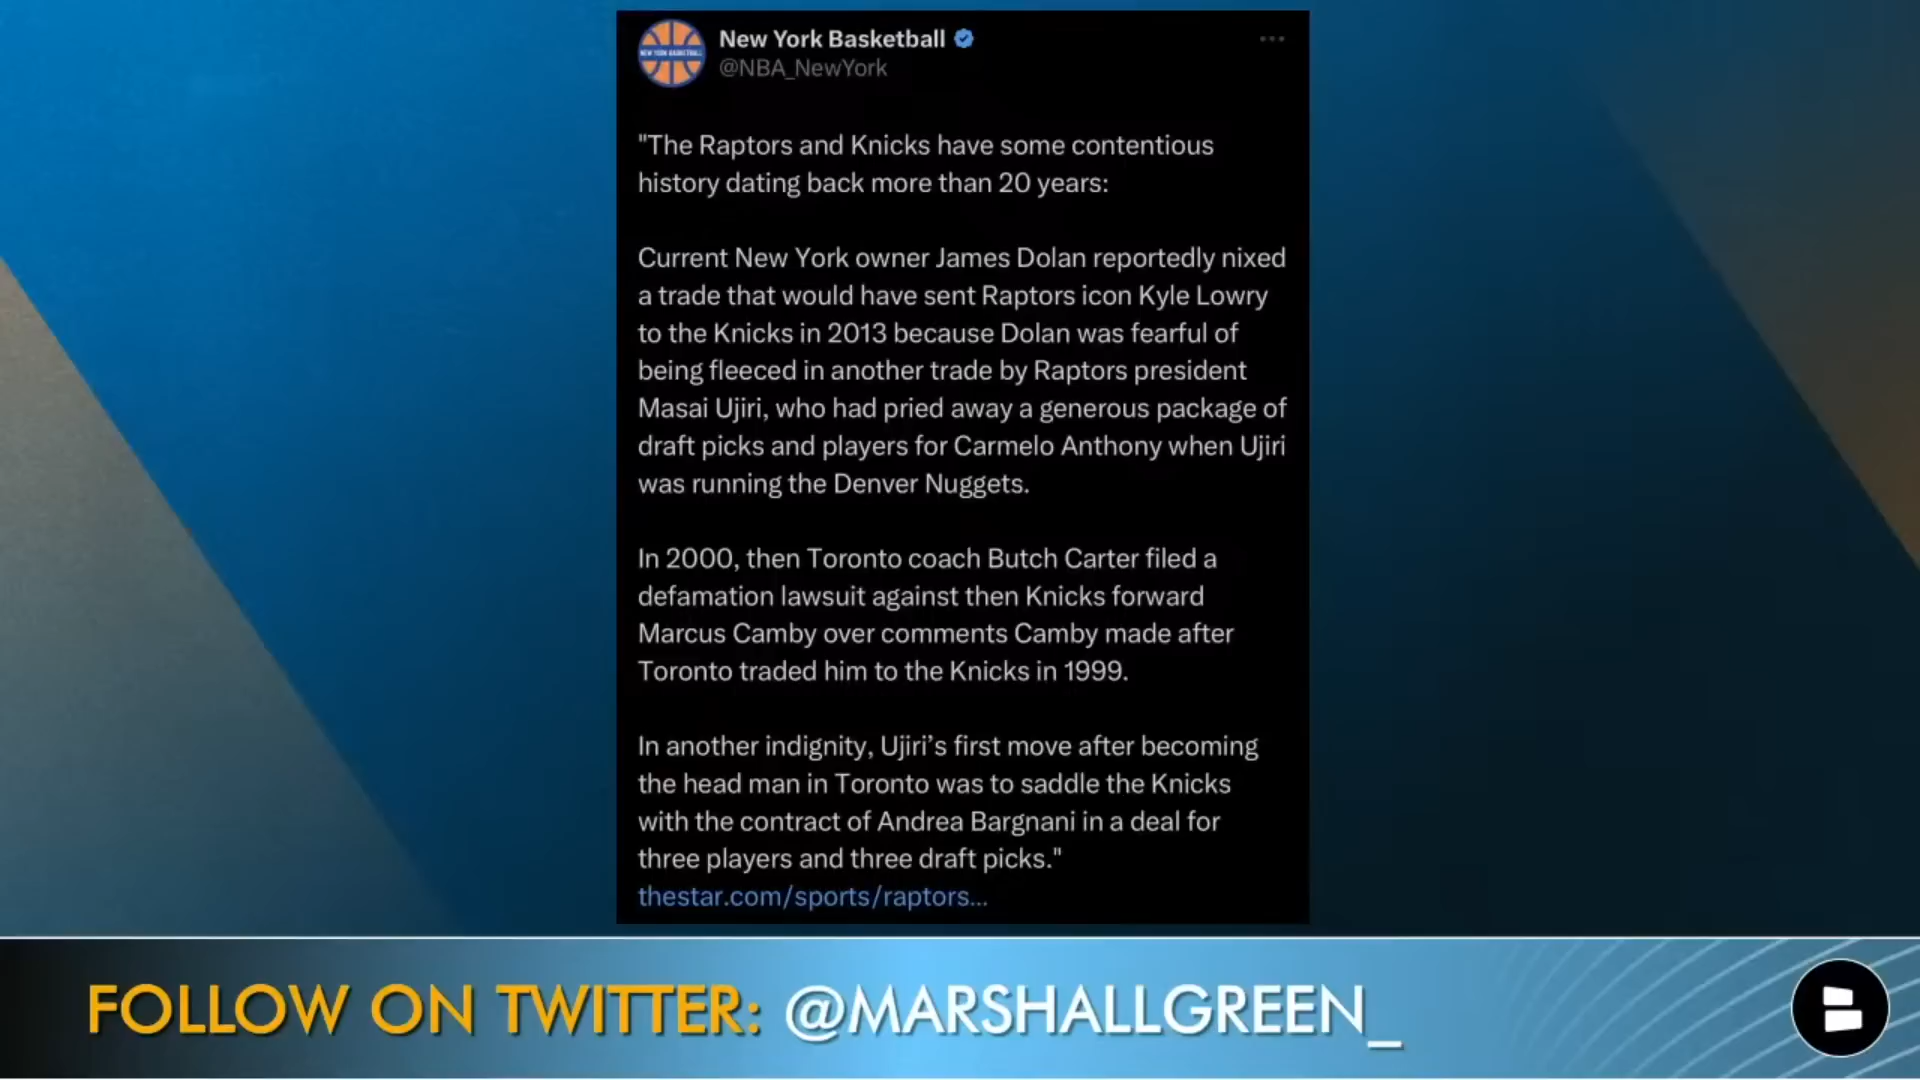 New York Basketball
@NBA_NewYork
NEW YORK BASKETBALL
"The Raptors and Knicks have some contentious
history dating back more than 20 years:
Current New York owner James Dolan reportedly nixed
a trade that would have sent Raptors icon Kyle Lowry
to the Knicks in 2013 because Dolan was fearful of
being fleeced in another trade by Raptors president
Masai Ujiri, who had pried away a generous package of
draft picks and players for Carmelo Anthony when Ujiri
was running the Denver Nuggets.
In 2000, then Toronto coach Butch Carter filed a
defamation lawsuit against then Knicks forward
Marcus Camby over comments Camby made after
Toronto traded him to the Knicks in 1999.
In another indignity, Ujiri’s first move after becoming
the head man in Toronto was to saddle the Knicks
with the contract of Andrea Bargnani in a deal for
three players and three draft picks."
thestar.com/sports/raptors...
FOLLOW ON TWITTER: @MARSHALLGREEN_